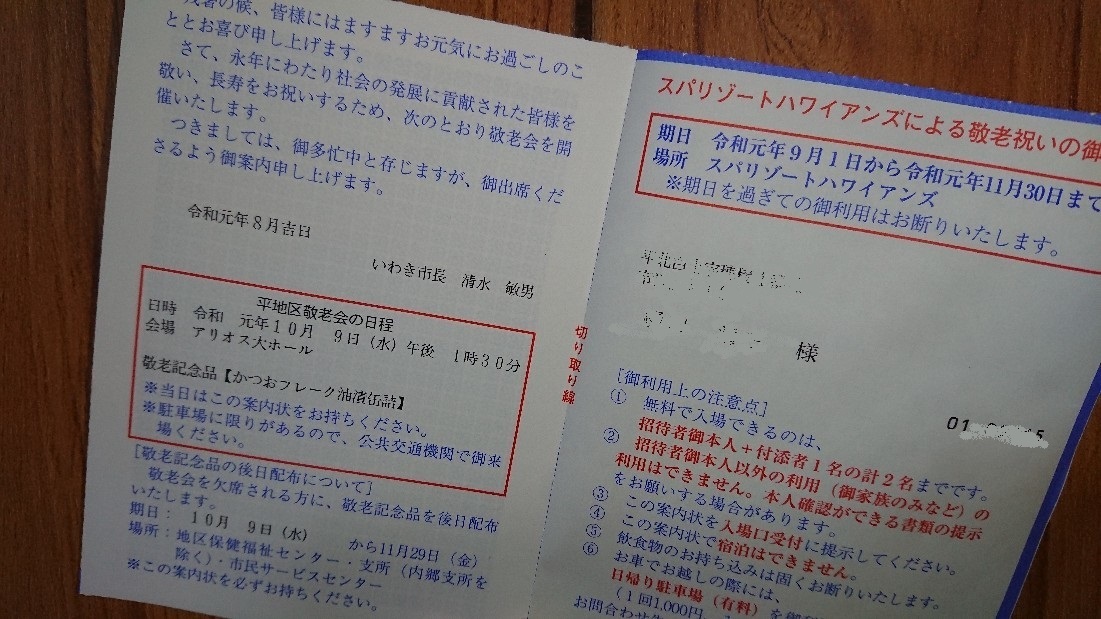 残暑の候、皆様にはますますお元気にお過ごしのこ
ととお喜び申し上げます。
さて、永年にわたり社会の発展に貢献された皆様を
敬い、長寿をお祝いするため、次のとおり敬老会を開
催いたします。
つきましては、御多忙中と存じますが、御出席くだ
さるよう御案内申し上げます。
令和元年８月吉日
いわき市長 清水 敏男
平地区敬老会の日程
日時 令和 元年１０月 ９日（水）午後 １時３０分
会場 アリオス大ホール
敬老記念品【かつおフレーク油漬缶詰】
※当日はこの案内状をお持ちください。
※駐車場に限りがあるので、公共交通機関で御来
場ください。
［敬老記念品の後日配布について］
敬老会を欠席される方に、敬老記念品を後日配布
いたします。
期日： １０月 ９日（水） から11月29日（金）
場所：地区保健福祉センター・支所（内郷支所を
除く）・市民サービスセンター
※この案内状を必ずお持ちください。
切り取り線
スパリゾートハワイアンズによる敬老祝いの御
期日 令和元年９月１日から令和元年11月30日まで
場所 スパリゾートハワイアンズ
※期日を過ぎての御利用はお断りいたします。
様
01
［御利用上の注意点］
① 無料で入場できるのは、
招待者御本人＋付添者１名の計２名までです。
② 招待者御本人以外の利用（御家族のみなど）の
利用はできません。本人確認ができる書類の提示
をお願いする場合があります。
③ この案内状を入場口受付に提示してください。
④ この案内状で宿泊はできません。
⑤ 飲食物のお持ち込みは固くお断りいたします。
⑥ お車でお越しの際には、
日帰り駐車場（有料）を御利
（１回1,000円、
お問合わせ